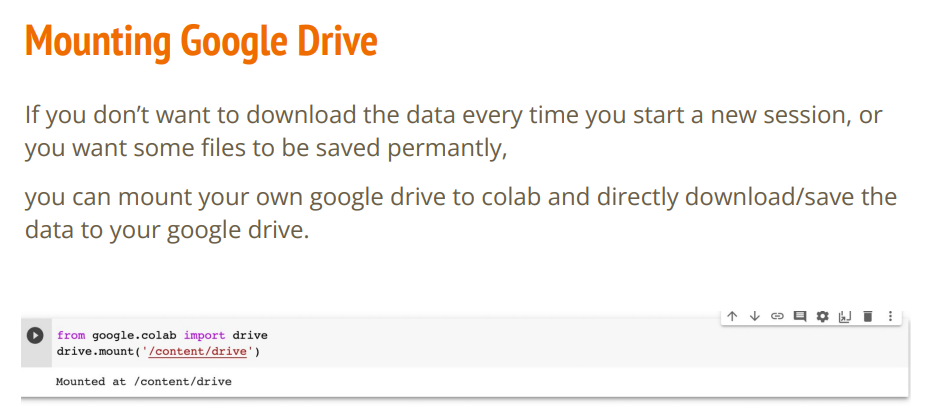 Mounting Google Drive
If you don’t want to download the data every time you start a new session, or
you want some files to be saved permantly,
you can mount your own google drive to colab and directly download/save the
data to your google drive.
from google.colab import drive
drive.mount('/content/drive')
Mounted at /content/drive